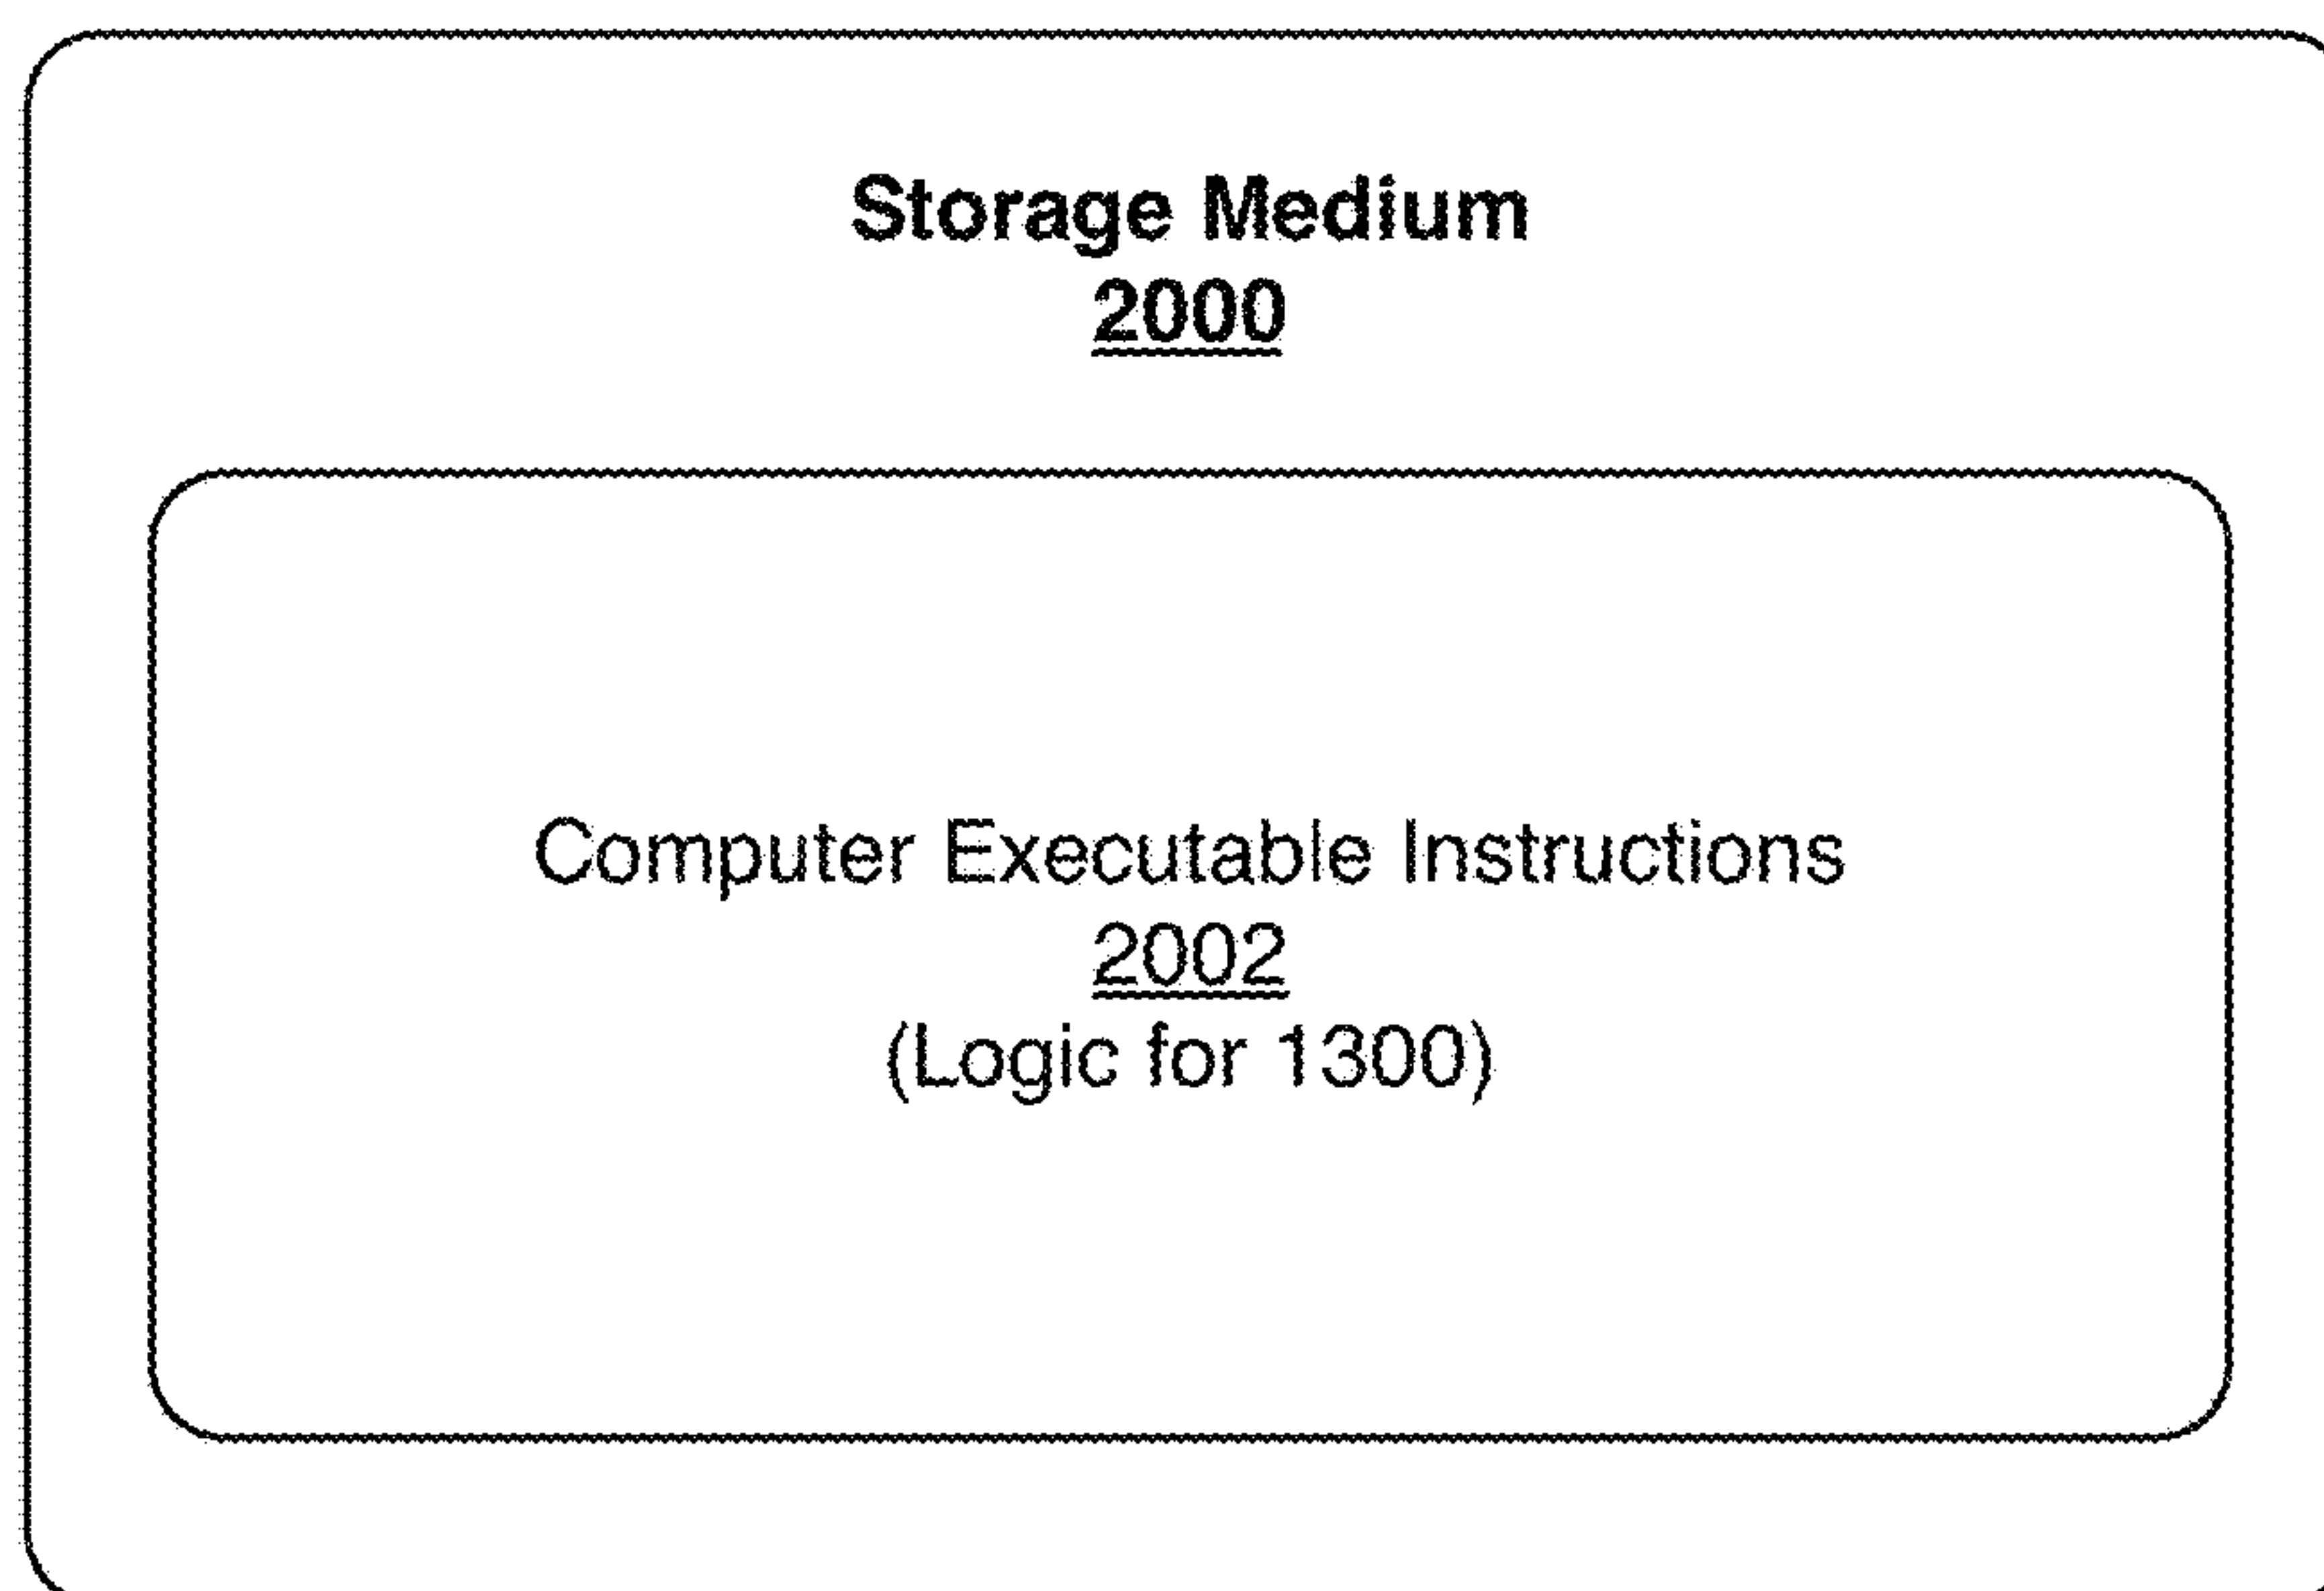 Storage Medium
2000
Computer Executable Instructions
2002
(Logic for 1300)